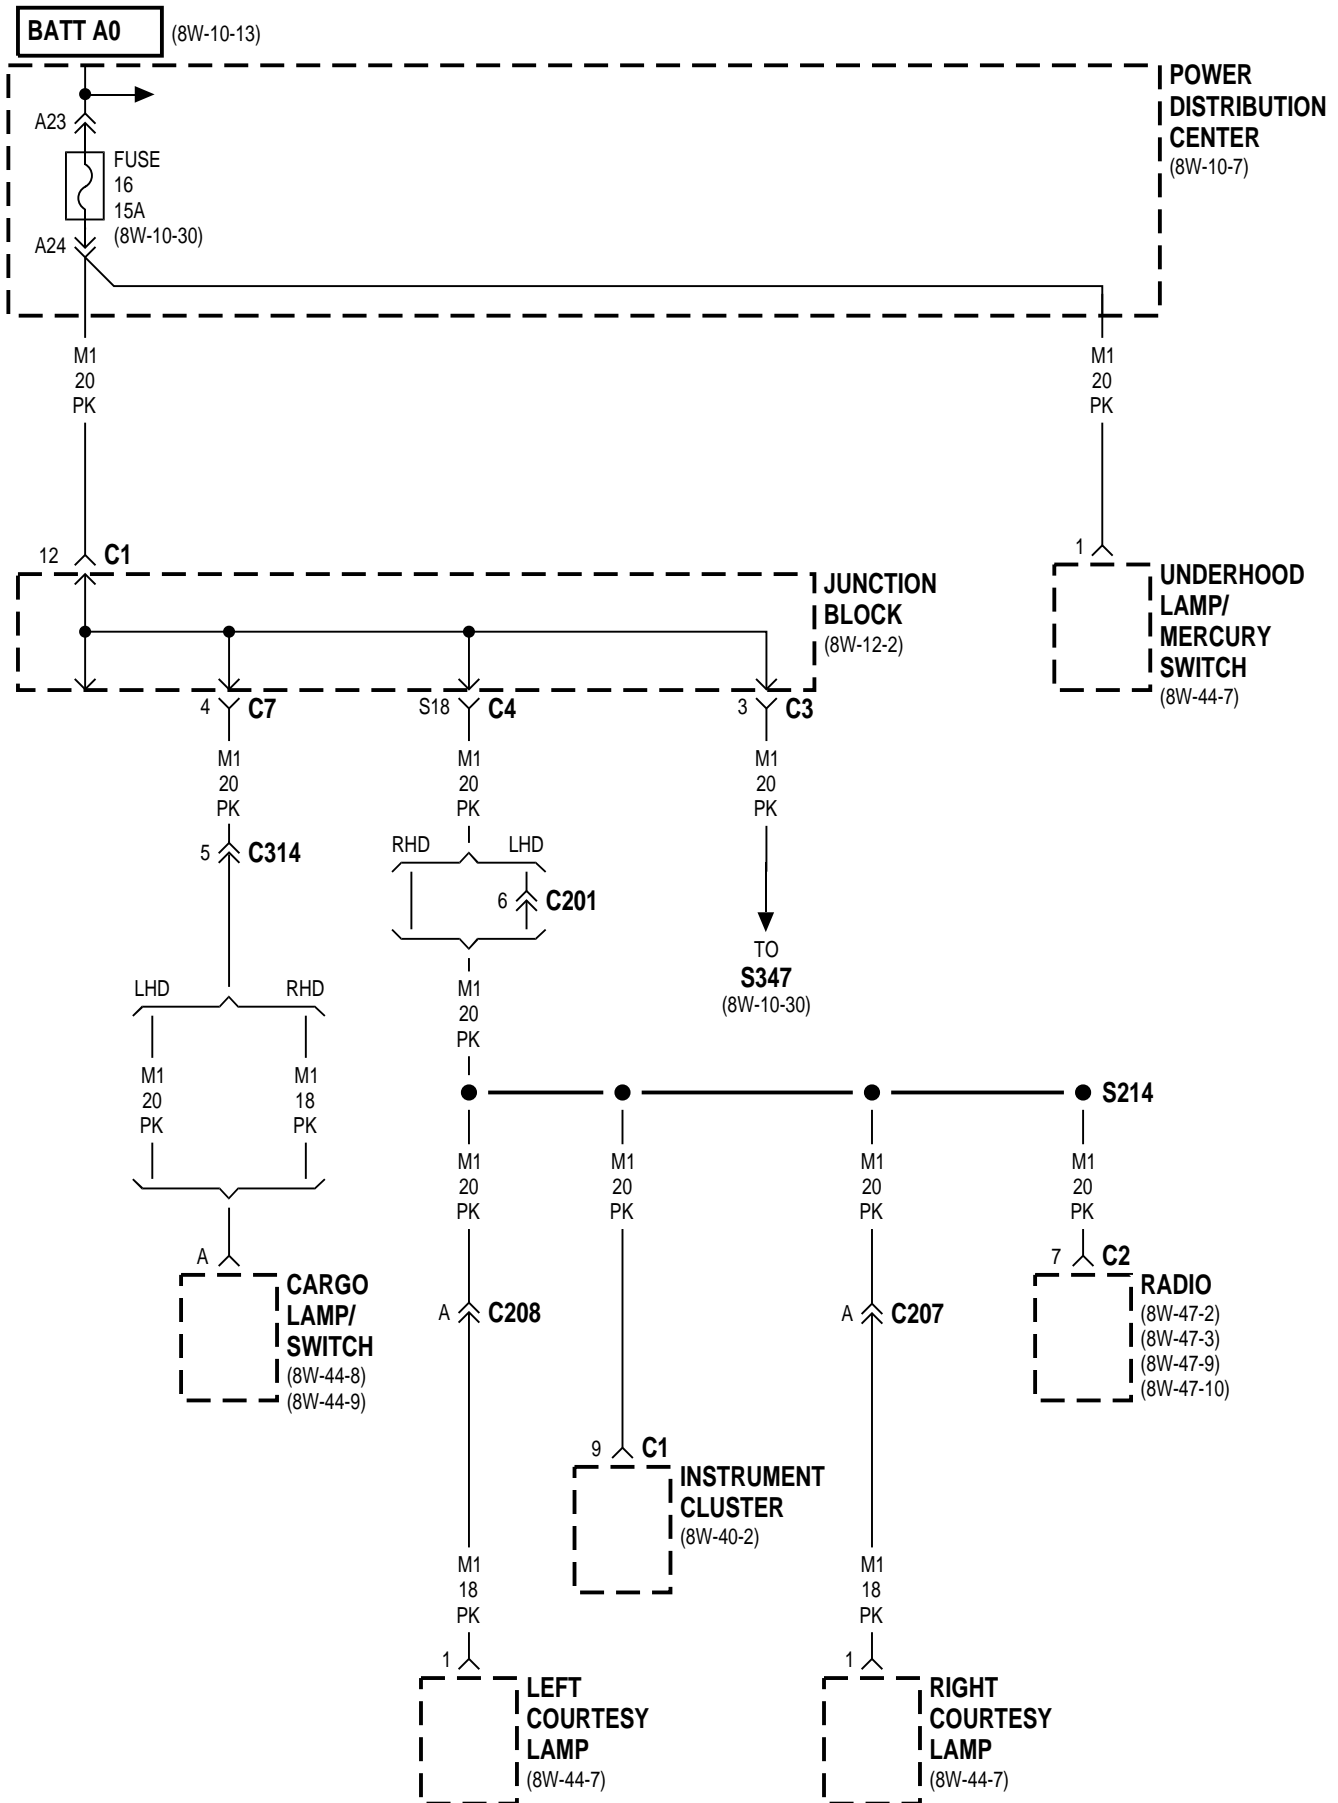 BATT A0 (8W-10-13)
POWER
DISTRIBUTION
CENTER
(8W-10-7)
A23
FUSE
16
15A
(8W-10-30)
A24
M1
20
PK
M1
20
PK
12 C1
JUNCTION
BLOCK
(8W-12-2)
1
UNDERHOOD
LAMP/
MERCURY
SWITCH
(8W-44-7)
4 C7
S18 C4
3 C3
M1
20
PK
M1
20
PK
M1
20
PK
5 C314
RHD LHD
6 C201
TO
S347
(8W-10-30)
LHD RHD
M1
20
PK
M1
18
PK
M1
20
PK
S214
M1
20
PK
M1
20
PK
M1
20
PK
M1
20
PK
A
CARGO
LAMP/
SWITCH
(8W-44-8)
(8W-44-9)
A C208
A C207
7 C2
RADIO
(8W-47-2)
(8W-47-3)
(8W-47-9)
(8W-47-10)
9 C1
INSTRUMENT
CLUSTER
(8W-40-2)
M1
18
PK
M1
18
PK
1
LEFT
COURTESY
LAMP
(8W-44-7)
1
RIGHT
COURTESY
LAMP
(8W-44-7)